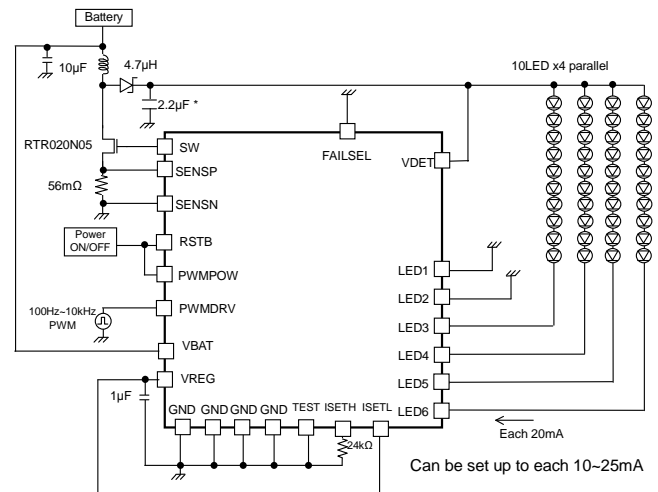 Battery
10µF
4.7µH
10LED x4 parallel
2.2µF *
RTR020N05
SW
FAILSEL
VDET
SENSP
56mΩ
SENSN
Power
ON/OFF
RSTB
PWMPOW
LED1
LED2
100Hz~10kHz
PWM
PWMDRV
LED3
VBAT
LED4
VREG
LED5
1µF
GND GND GND GND TEST ISETH ISETL
LED6
24kΩ
Each 20mA
Can be set up to each 10~25mA